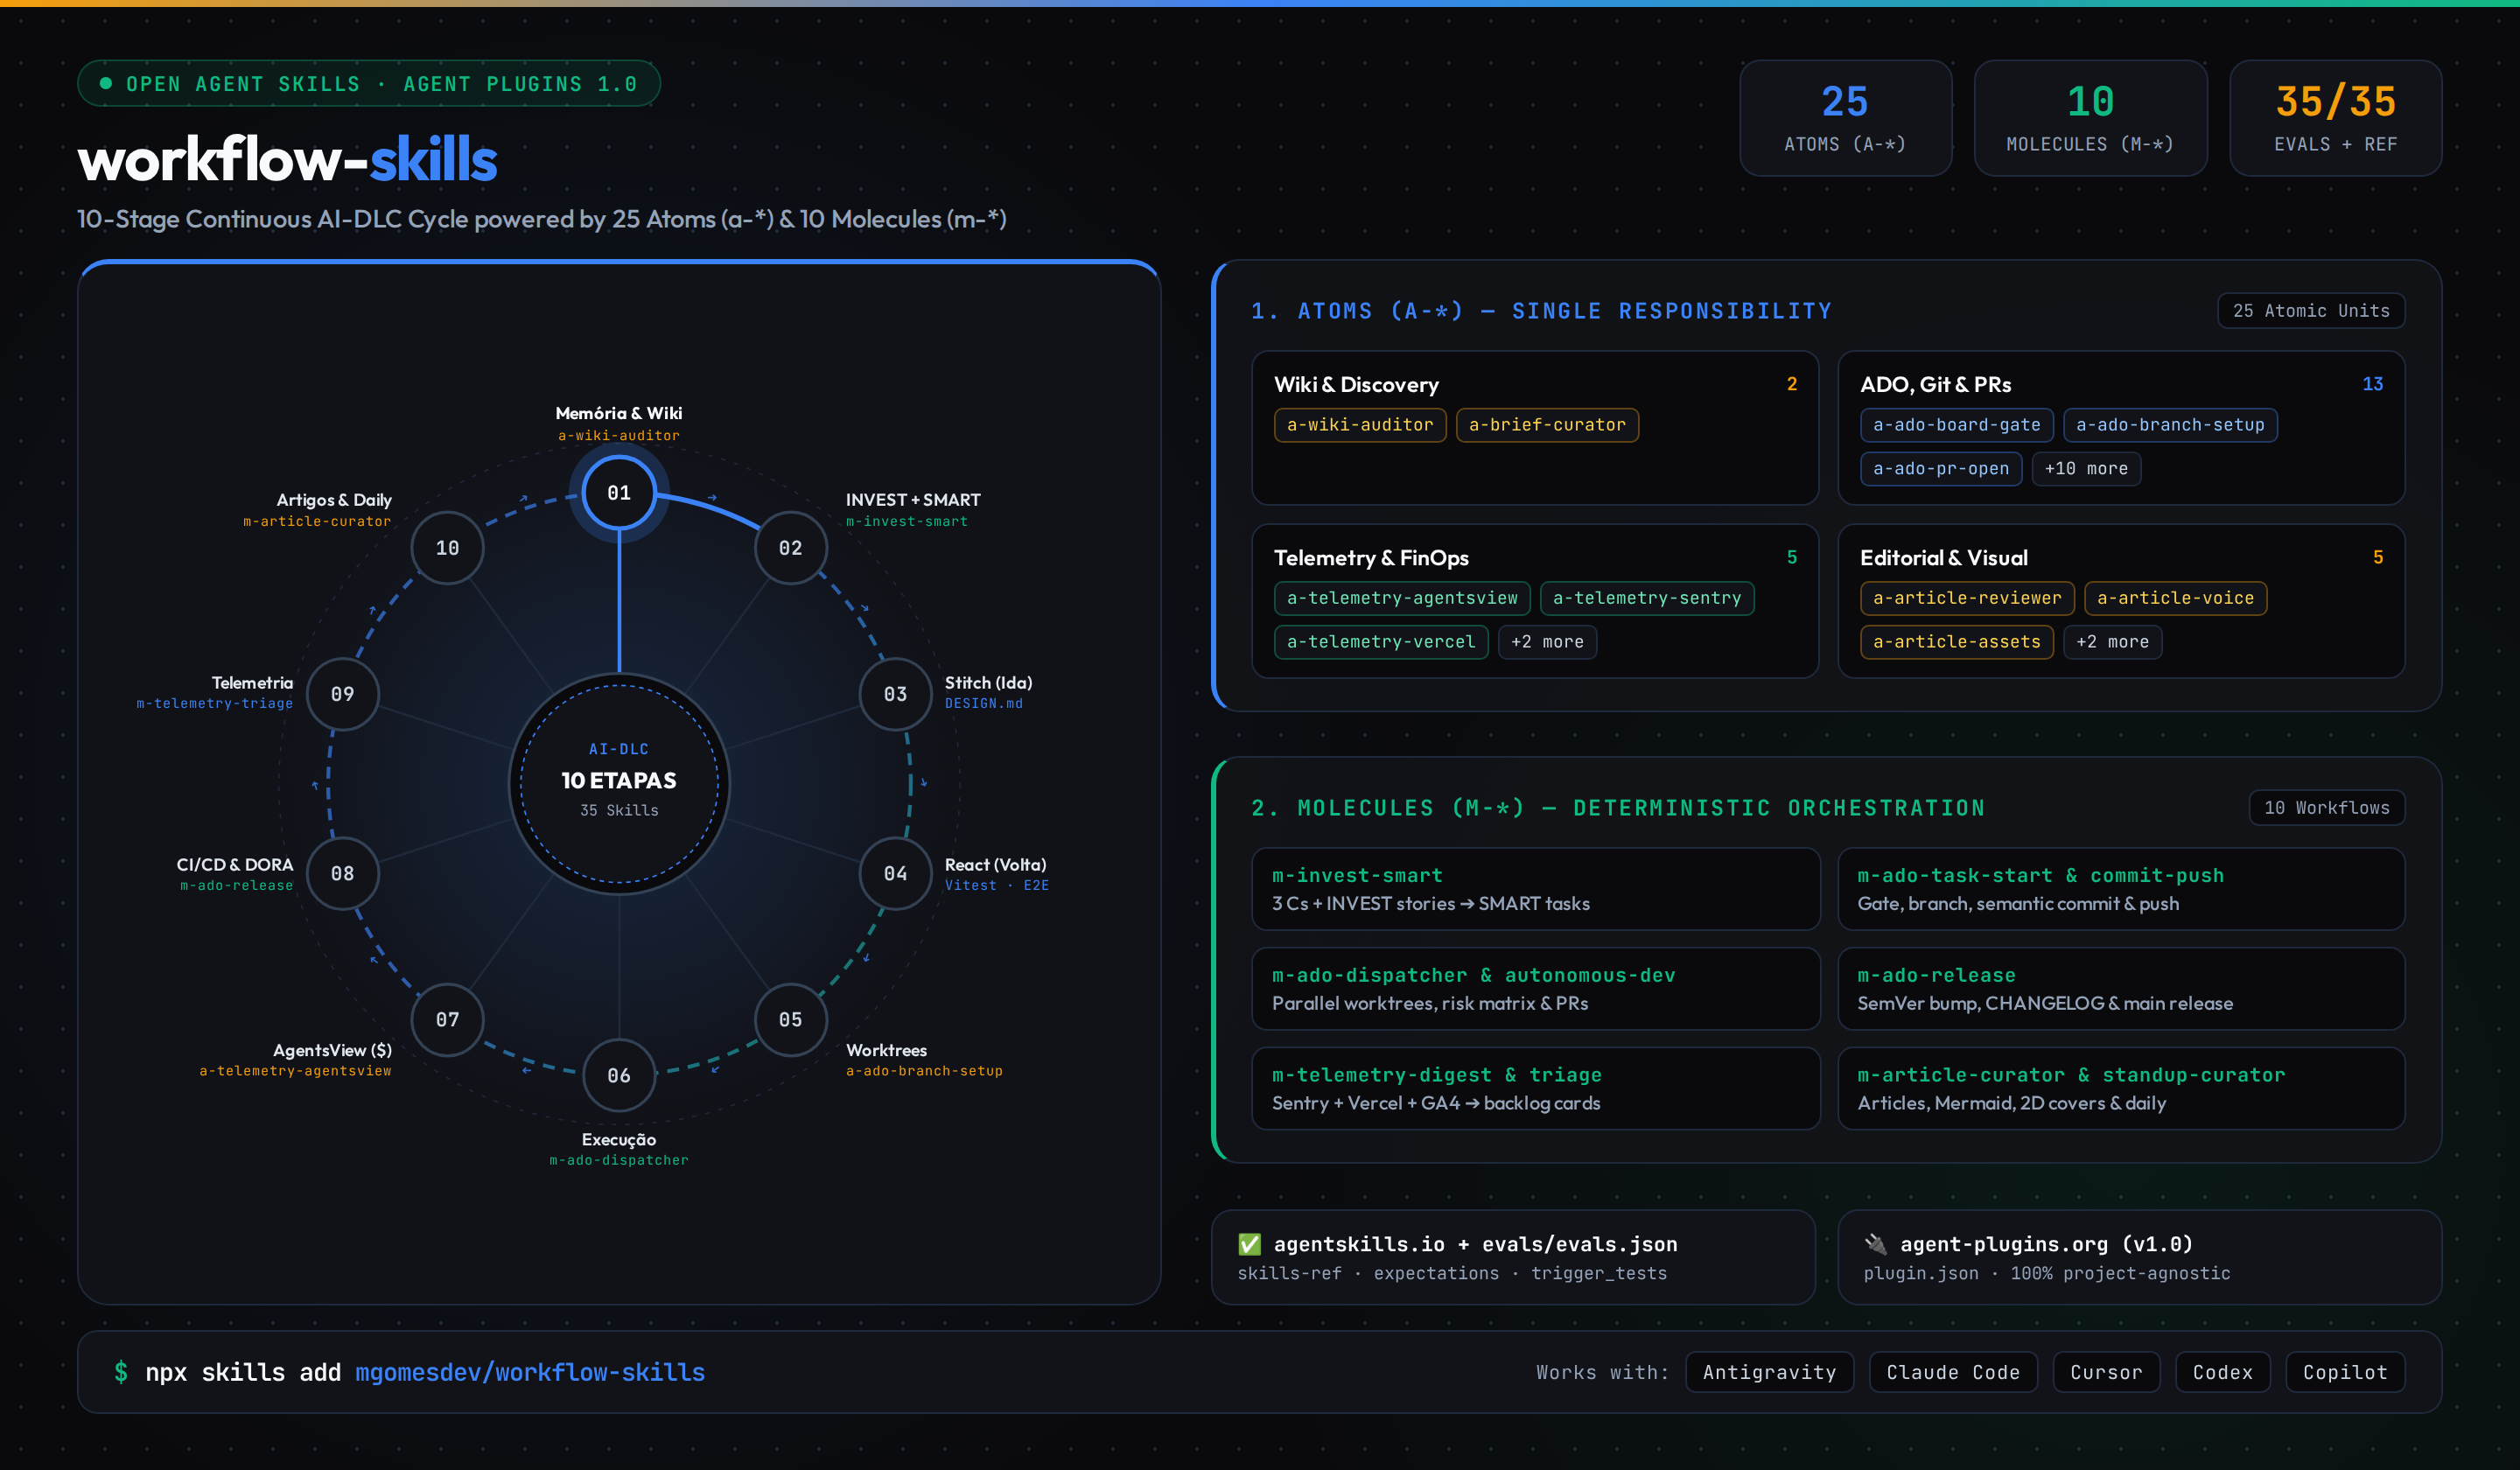 OPEN AGENT SKILLS · AGENT PLUGINS 1.0
workflow-skills
10-Stage Continuous AI-DLC Cycle powered by 25 Atoms (a-*) & 10 Molecules (m-*)
25
ATOMS (A-*)
10
MOLECULES (M-*)
35/35
EVALS + REF
Memória & Wiki
a-wiki-auditor
01
INVEST + SMART
m-invest-smart
02
Stitch (Ida)
DESIGN.md
03
React (Volta)
Vitest · E2E
04
Worktrees
a-ado-branch-setup
05
Execução
m-ado-dispatcher
06
AgentsView ($)
a-telemetry-agentsview
07
CI/CD & DORA
m-ado-release
08
Telemetria
m-telemetry-triage
09
Artigos & Daily
m-article-curator
10
AI-DLC
10 ETAPAS
35 Skills
1. ATOMS (A-*) — SINGLE RESPONSIBILITY
25 Atomic Units
Wiki & Discovery
2
a-wiki-auditor
a-brief-curator
ADO, Git & PRs
13
a-ado-board-gate
a-ado-branch-setup
a-ado-pr-open
+10 more
Telemetry & FinOps
5
a-telemetry-agentsview
a-telemetry-sentry
a-telemetry-vercel
+2 more
Editorial & Visual
5
a-article-reviewer
a-article-voice
a-article-assets
+2 more
2. MOLECULES (M-*) — DETERMINISTIC ORCHESTRATION
10 Workflows
m-invest-smart
3 Cs + INVEST stories → SMART tasks
m-ado-task-start & commit-push
Gate, branch, semantic commit & push
m-ado-dispatcher & autonomous-dev
Parallel worktrees, risk matrix & PRs
m-ado-release
SemVer bump, CHANGELOG & main release
m-telemetry-digest & triage
Sentry + Vercel + GA4 → backlog cards
m-article-curator & standup-curator
Articles, Mermaid, 2D covers & daily
✅ agentskills.io + evals/evals.json
skills-ref · expectations · trigger_tests
🔌 agent-plugins.org (v1.0)
plugin.json · 100% project-agnostic
$ npx skills add mgomesdev/workflow-skills
Works with:
Antigravity
Claude Code
Cursor
Codex
Copilot